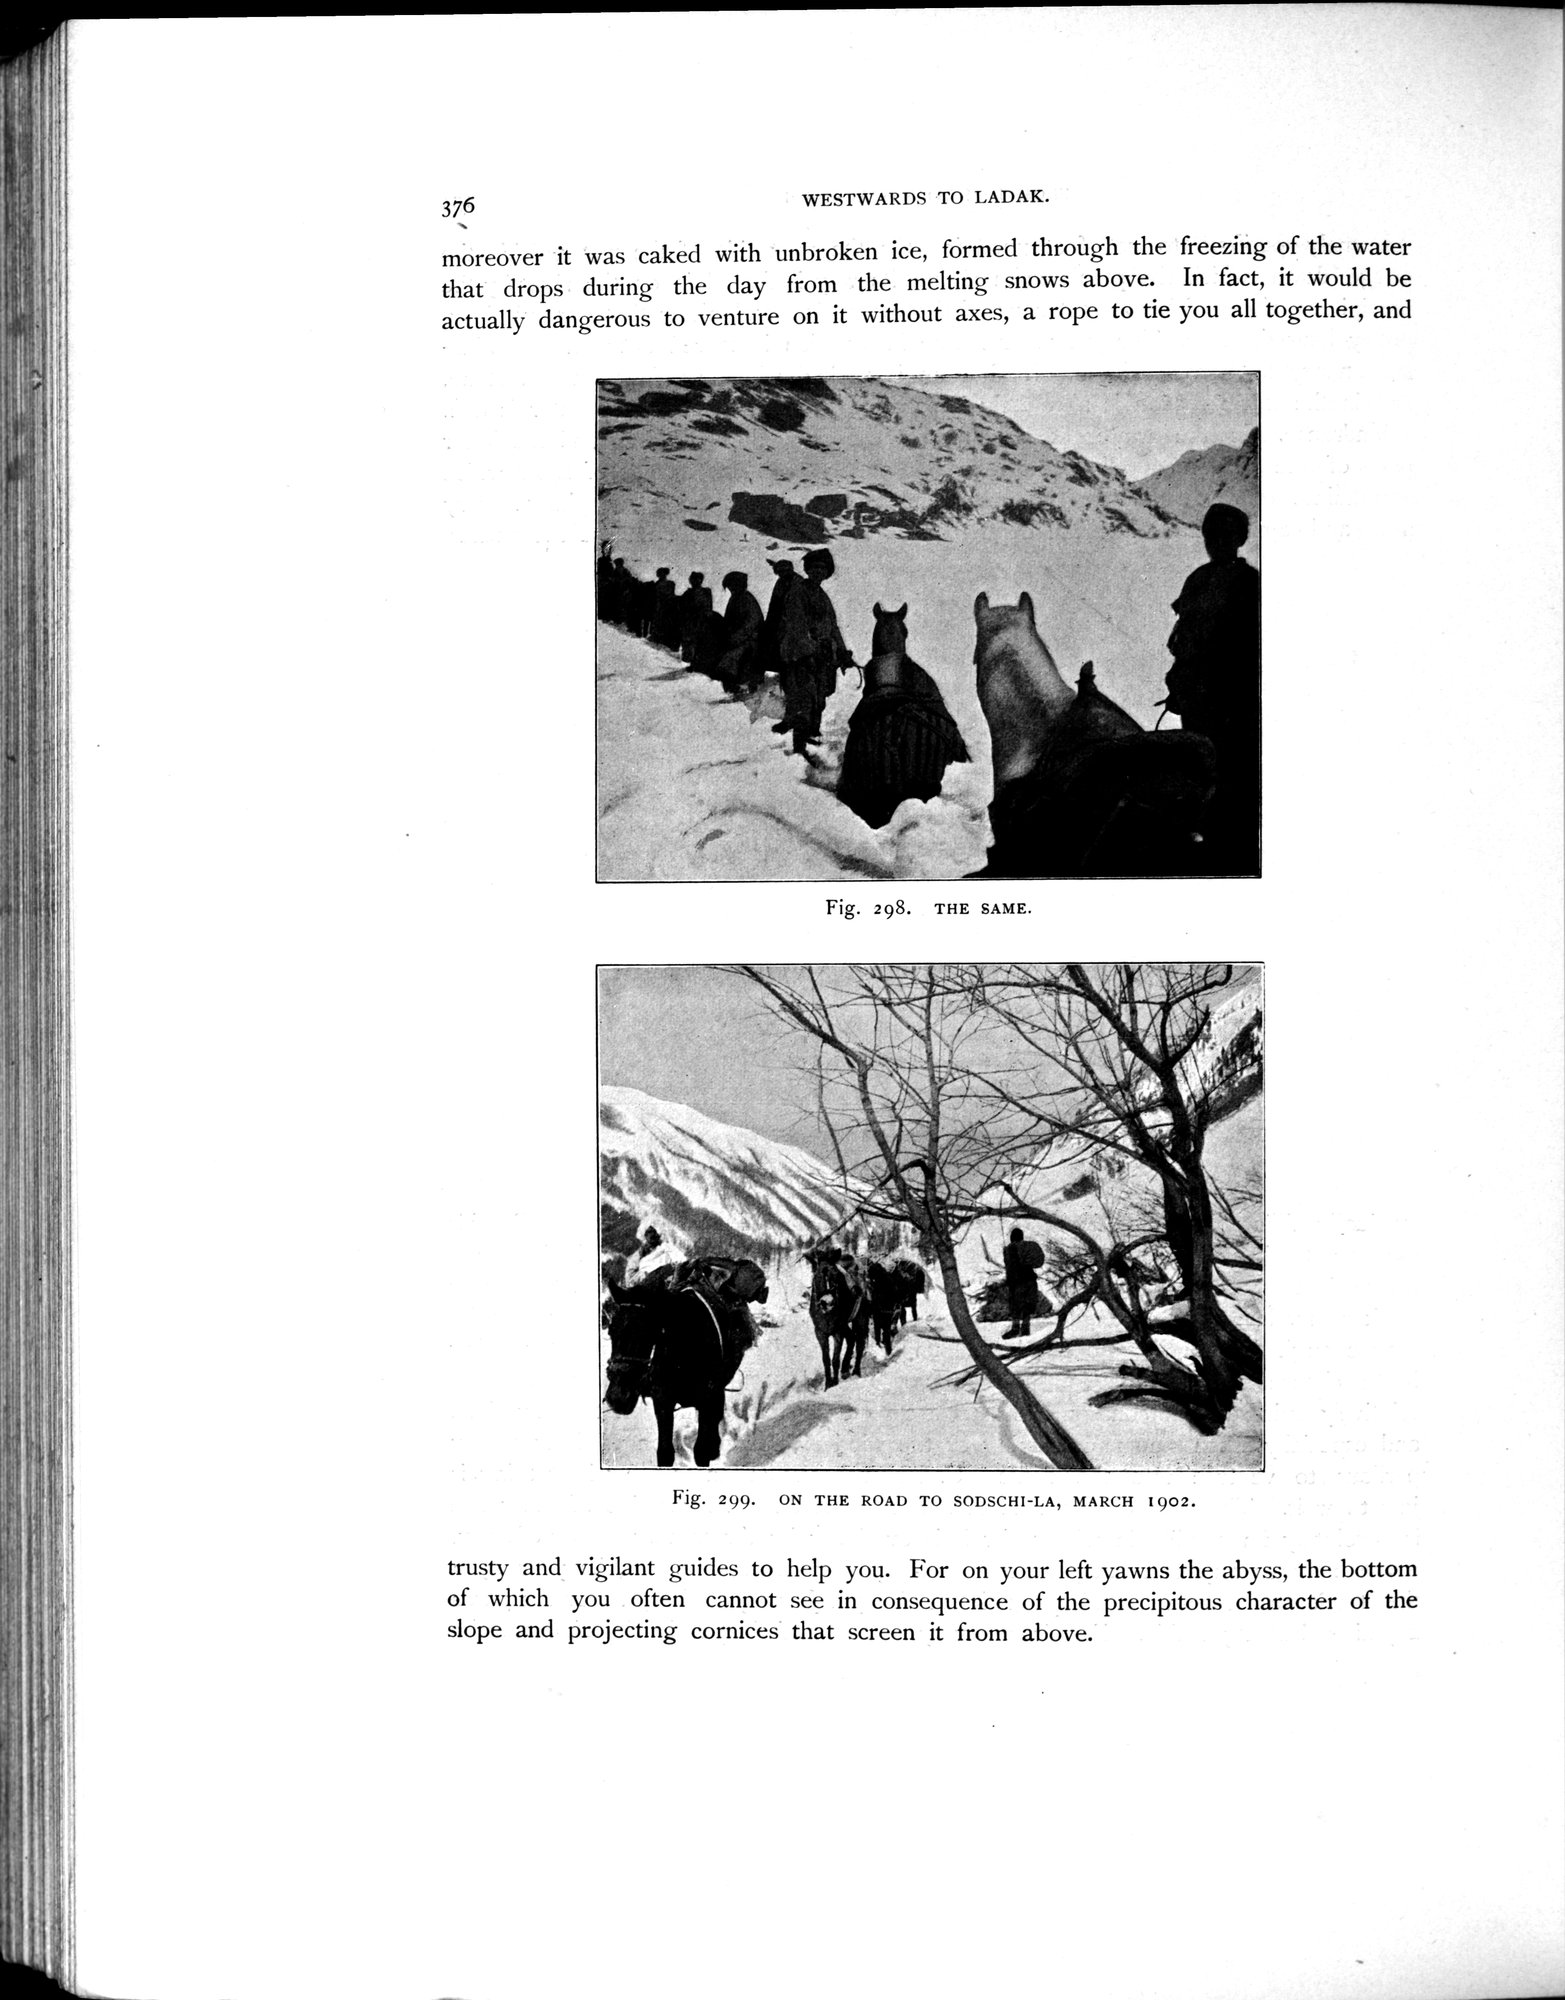 376
WESTWARDS TO LADAK.
moreover it was caked with unbroken ice, formed through the freezing of the water
that drops during the day from the melting snows above. In fact, it would be
actually dangerous to venture on it without axes, a rope to tie you all together, and
Fig. 298. THE SAME.
Fig. 299. ON THE ROAD TO SODSCHI-LA, MARCH 1902.
trusty and vigilant guides to help you. For on your left yawns the abyss, the bottom
of which you often cannot see in consequence of the precipitous character of the
slope and projecting cornices that screen it from above.